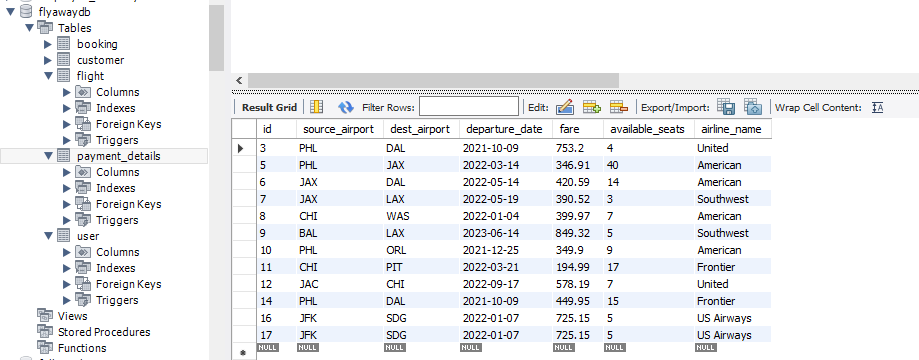 flyawaydb
Tables
booking
customer
flight
Columns
Indexes
Foreign Keys
Triggers
payment_details
Columns
Indexes
Foreign Keys
Triggers
user
Columns
Indexes
Foreign Keys
Triggers
Views
Stored Procedures
Functions
Result Grid Filter Rows: Edit: Export/Import: Wrap Cell Content: IA
id source_airport dest_airport departure_date fare available_seats airline_name
3 PHL DAL 2021-10-09 753.2 4 United
5 PHL JAX 2022-03-14 346.91 40 American
6 JAX DAL 2022-05-14 420.59 14 American
7 JAX LAX 2022-05-19 390.52 3 Southwest
8 CHI WAS 2022-01-04 399.97 7 American
9 BAL LAX 2023-06-14 849.32 5 Southwest
10 PHL ORL 2021-12-25 349.9 9 American
11 CHI PIT 2022-03-21 194.99 17 Frontier
12 JAC CHI 2022-09-17 578.19 7 United
14 PHL DAL 2021-10-09 449.95 15 Frontier
16 JFK SDG 2022-01-07 725.15 5 US Airways
17 JFK SDG 2022-01-07 725.15 5 US Airways
NULL NULL NULL NULL NULL NULL NULL